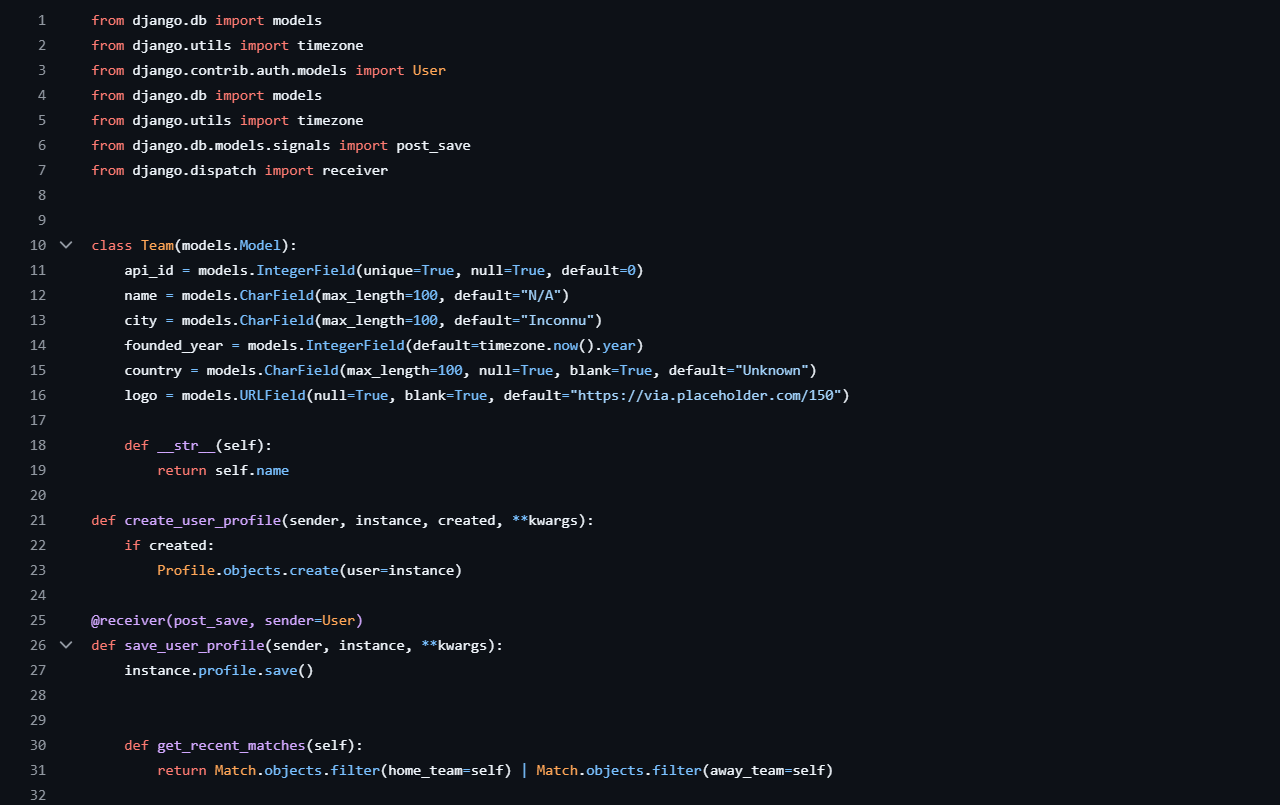 1 from django.db import models
2 from django.utils import timezone
3 from django.contrib.auth.models import User
4 from django.db import models
5 from django.utils import timezone
6 from django.db.models.signals import post_save
7 from django.dispatch import receiver
8
9
10 class Team(models.Model):
11     api_id = models.IntegerField(unique=True, null=True, default=0)
12     name = models.CharField(max_length=100, default="N/A")
13     city = models.CharField(max_length=100, default="Inconnu")
14     founded_year = models.IntegerField(default=timezone.now().year)
15     country = models.CharField(max_length=100, null=True, blank=True, default="Unknown")
16     logo = models.URLField(null=True, blank=True, default="https://via.placeholder.com/150")
17
18     def __str__(self):
19         return self.name
20
21 def create_user_profile(sender, instance, created, **kwargs):
22     if created:
23         Profile.objects.create(user=instance)
24
25 @receiver(post_save, sender=User)
26 def save_user_profile(sender, instance, **kwargs):
27     instance.profile.save()
28
29
30     def get_recent_matches(self):
31         return Match.objects.filter(home_team=self) | Match.objects.filter(away_team=self)
32